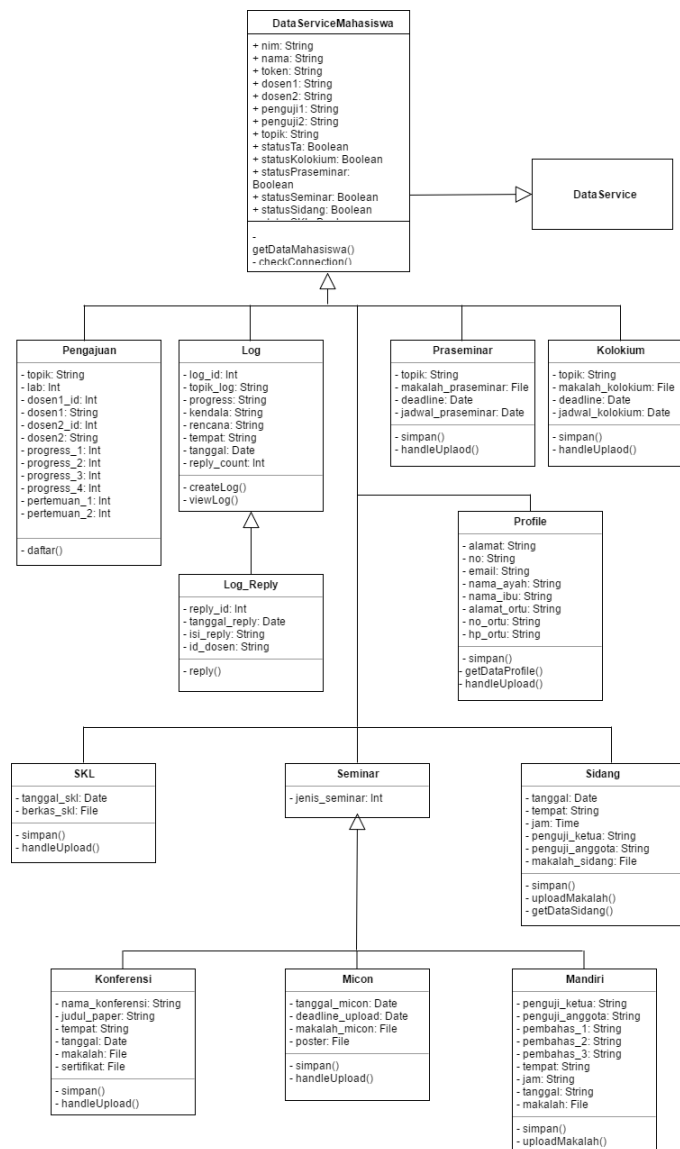 DataServiceMahasiswa
+ nim: String
+ nama: String
+ token: String
+ dosen1: String
+ dosen2: String
+ penguji1: String
+ penguji2: String
+ topik: String
+ statusTa: Boolean
+ statusKolokium: Boolean
+ statusPraseminar:
Boolean
+ statusSeminar: Boolean
+ statusSidang: Boolean
-
getDataMahasiswa()
- checkConnection()
DataService
Pengajuan
- topik: String
- lab: Int
- dosen1_id: Int
- dosen1: String
- dosen2_id: Int
- dosen2: String
- progress_1: Int
- progress_2: Int
- progress_3: Int
- progress_4: Int
- pertemuan_1: Int
- pertemuan_2: Int
- daftar()
Log
- log_id: Int
- topik_log: String
- progress: String
- kendala: String
- rencana: String
- tempat: String
- tanggal: Date
- reply_count: Int
- createLog()
- viewLog()
Praseminar
- topik: String
- makalah_praseminar: File
- deadline: Date
- jadwal_praseminar: Date
- simpan()
- handleUplaod()
Kolokium
- topik: String
- makalah_kolokium: File
- deadline: Date
- jadwal_kolokium: Date
- simpan()
- handleUplaod()
Log_Reply
- reply_id: Int
- tanggal_reply: Date
- isi_reply: String
- id_dosen: String
- reply()
Profile
- alamat: String
- no: String
- email: String
- nama_ayah: String
- nama_ibu: String
- alamat_ortu: String
- no_ortu: String
- hp_ortu: String
- simpan()
- getDataProfile()
- handleUpload()
SKL
- tanggal_skl: Date
- berkas_skl: File
- simpan()
- handleUpload()
Seminar
- jenis_seminar: Int
Sidang
- tanggal: Date
- tempat: String
- jam: Time
- penguji_ketua: String
- penguji_anggota: String
- makalah_sidang: File
- simpan()
- uploadMakalah()
- getDataSidang()
Konferensi
- nama_konferensi: String
- judul_paper: String
- tempat: String
- tanggal: Date
- makalah: File
- sertifikat: File
- simpan()
- handleUpload()
Micon
- tanggal_micon: Date
- deadline_upload: Date
- makalah_micon: File
- poster: File
- simpan()
- handleUpload()
Mandiri
- penguji_ketua: String
- penguji_anggota: String
- pembahas_1: String
- pembahas_2: String
- pembahas_3: String
- tempat: String
- jam: String
- tanggal: String
- makalah: File
- simpan()
- uploadMakalah()